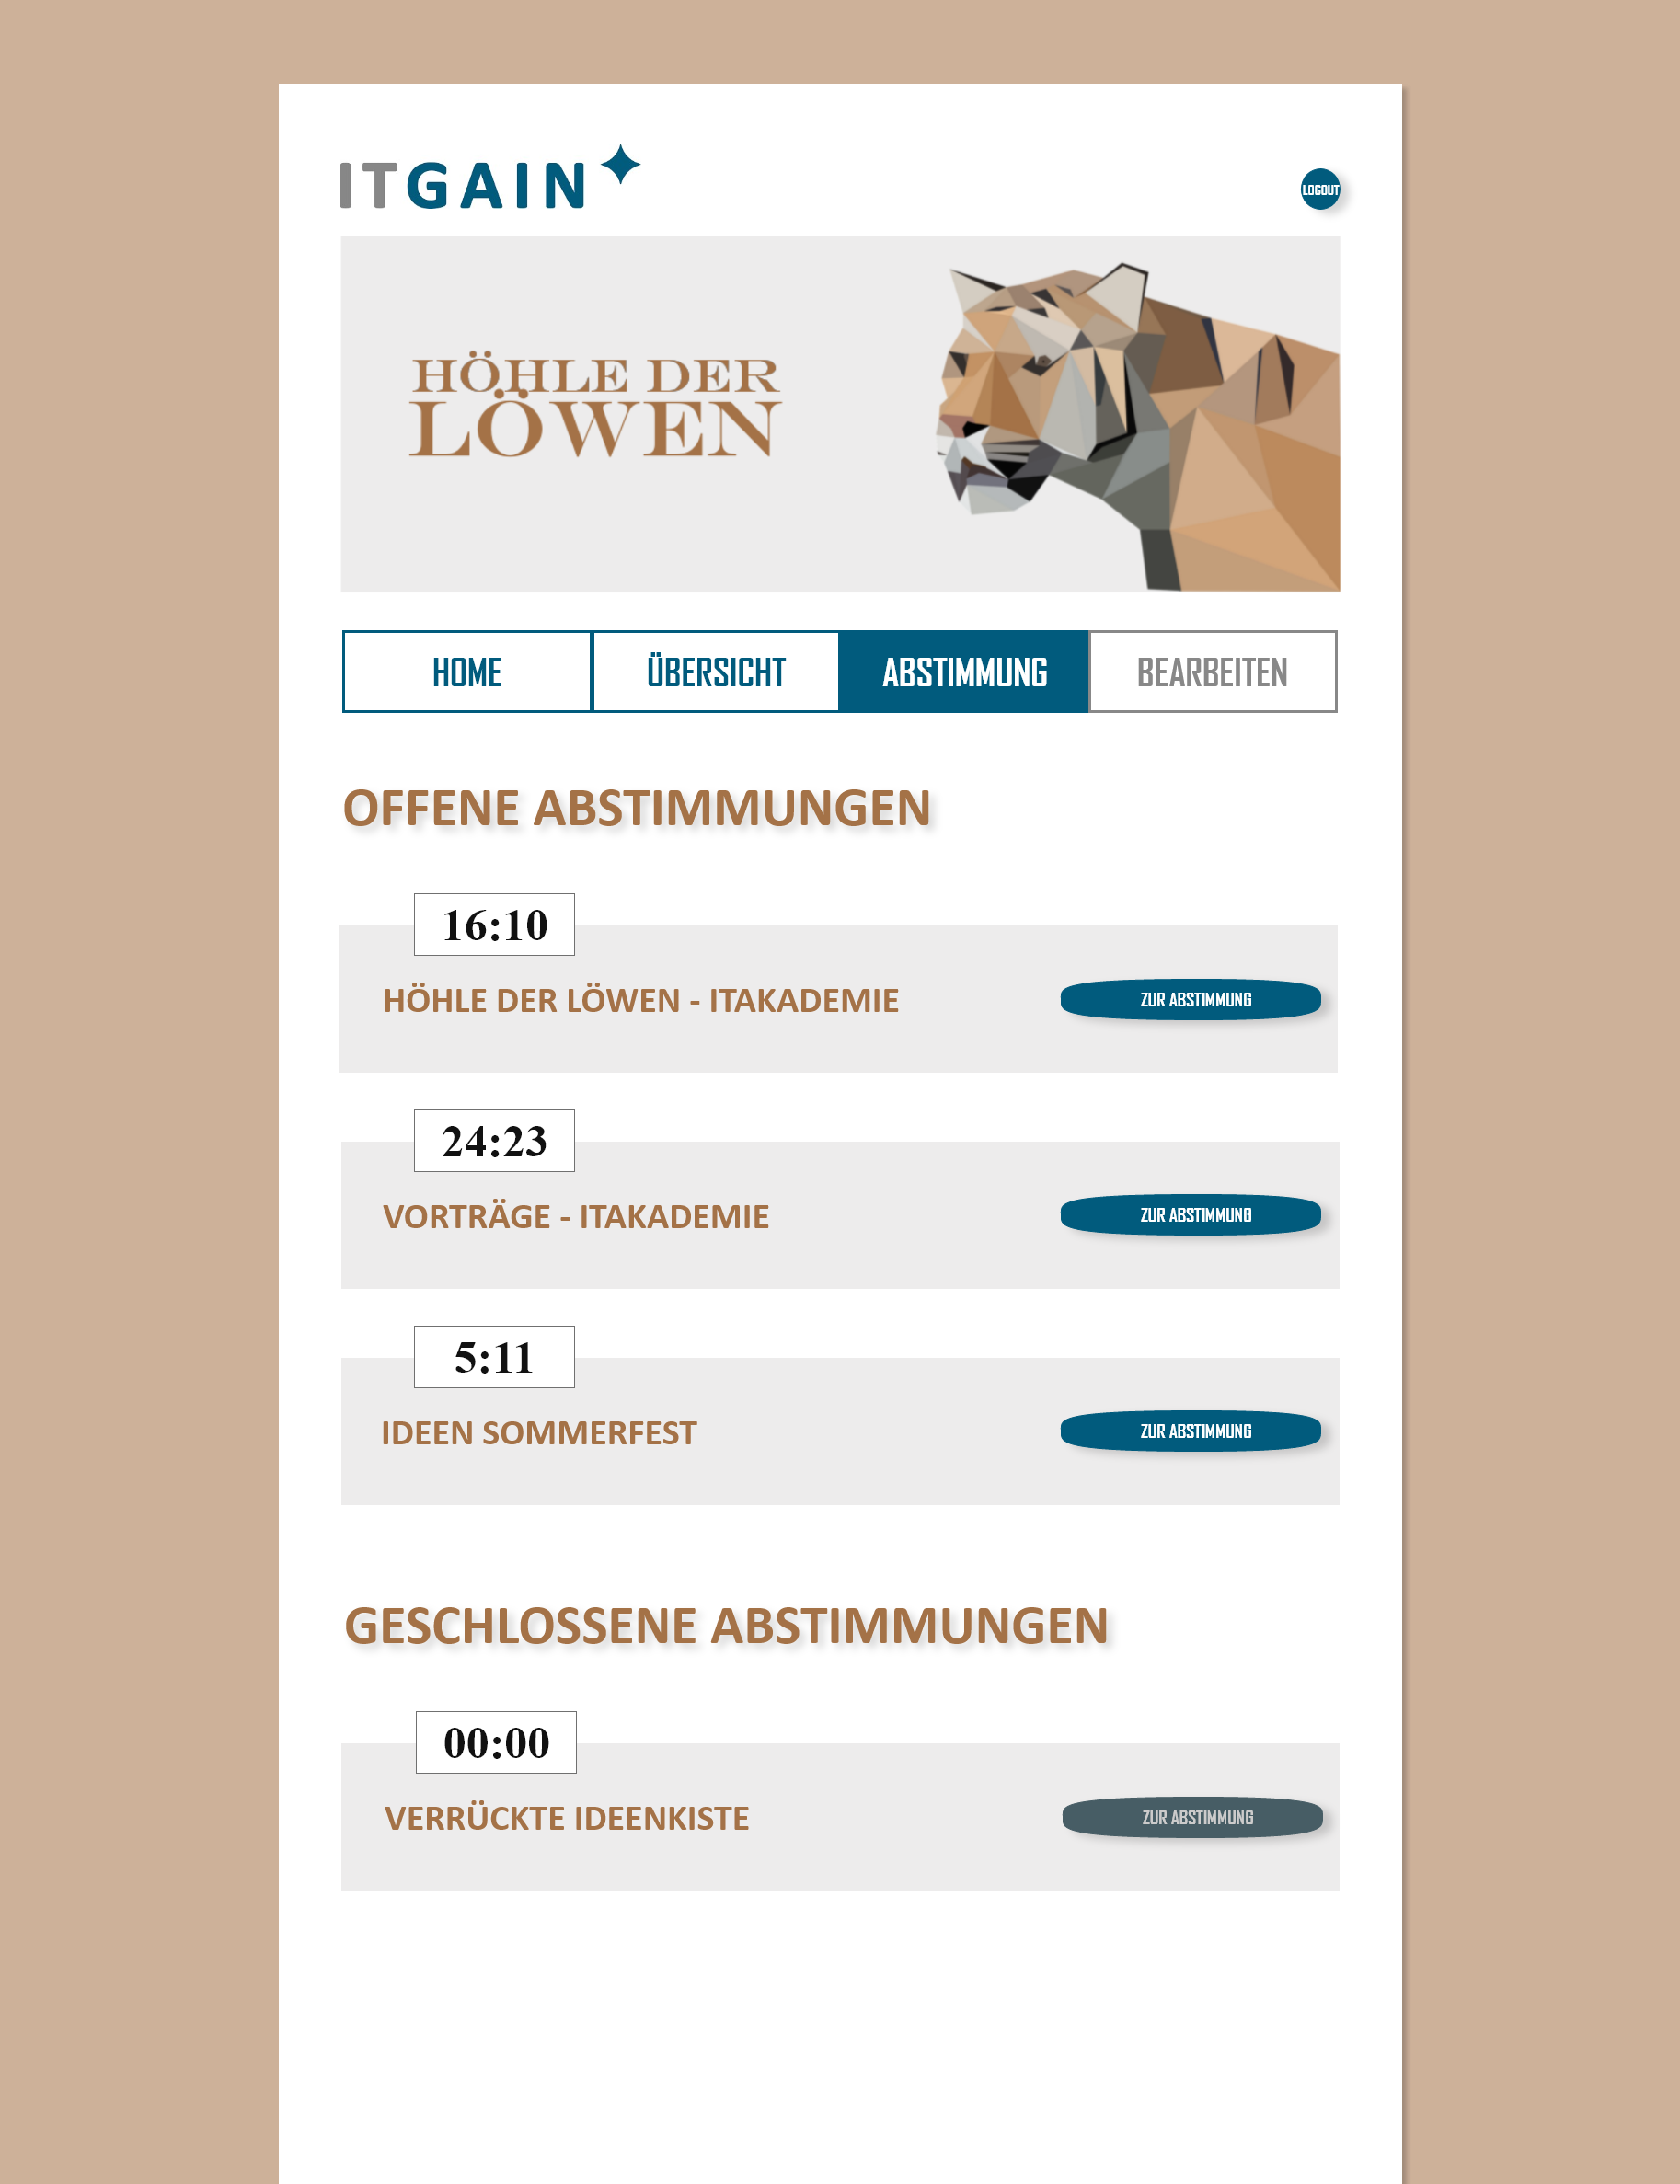 ITGAIN
LOGOUT
HÖHLE DER
LÖWEN
HOME
ÜBERSICHT
ABSTIMMUNG
BEARBEITEN
OFFENE ABSTIMMUNGEN
16:10
HÖHLE DER LÖWEN - ITAKADEMIE
ZUR ABSTIMMUNG
24:23
VORTRÄGE - ITAKADEMIE
ZUR ABSTIMMUNG
5:11
IDEEN SOMMERFEST
ZUR ABSTIMMUNG
GESCHLOSSENE ABSTIMMUNGEN
00:00
VERRÜCKTE IDEENKISTE
ZUR ABSTIMMUNG